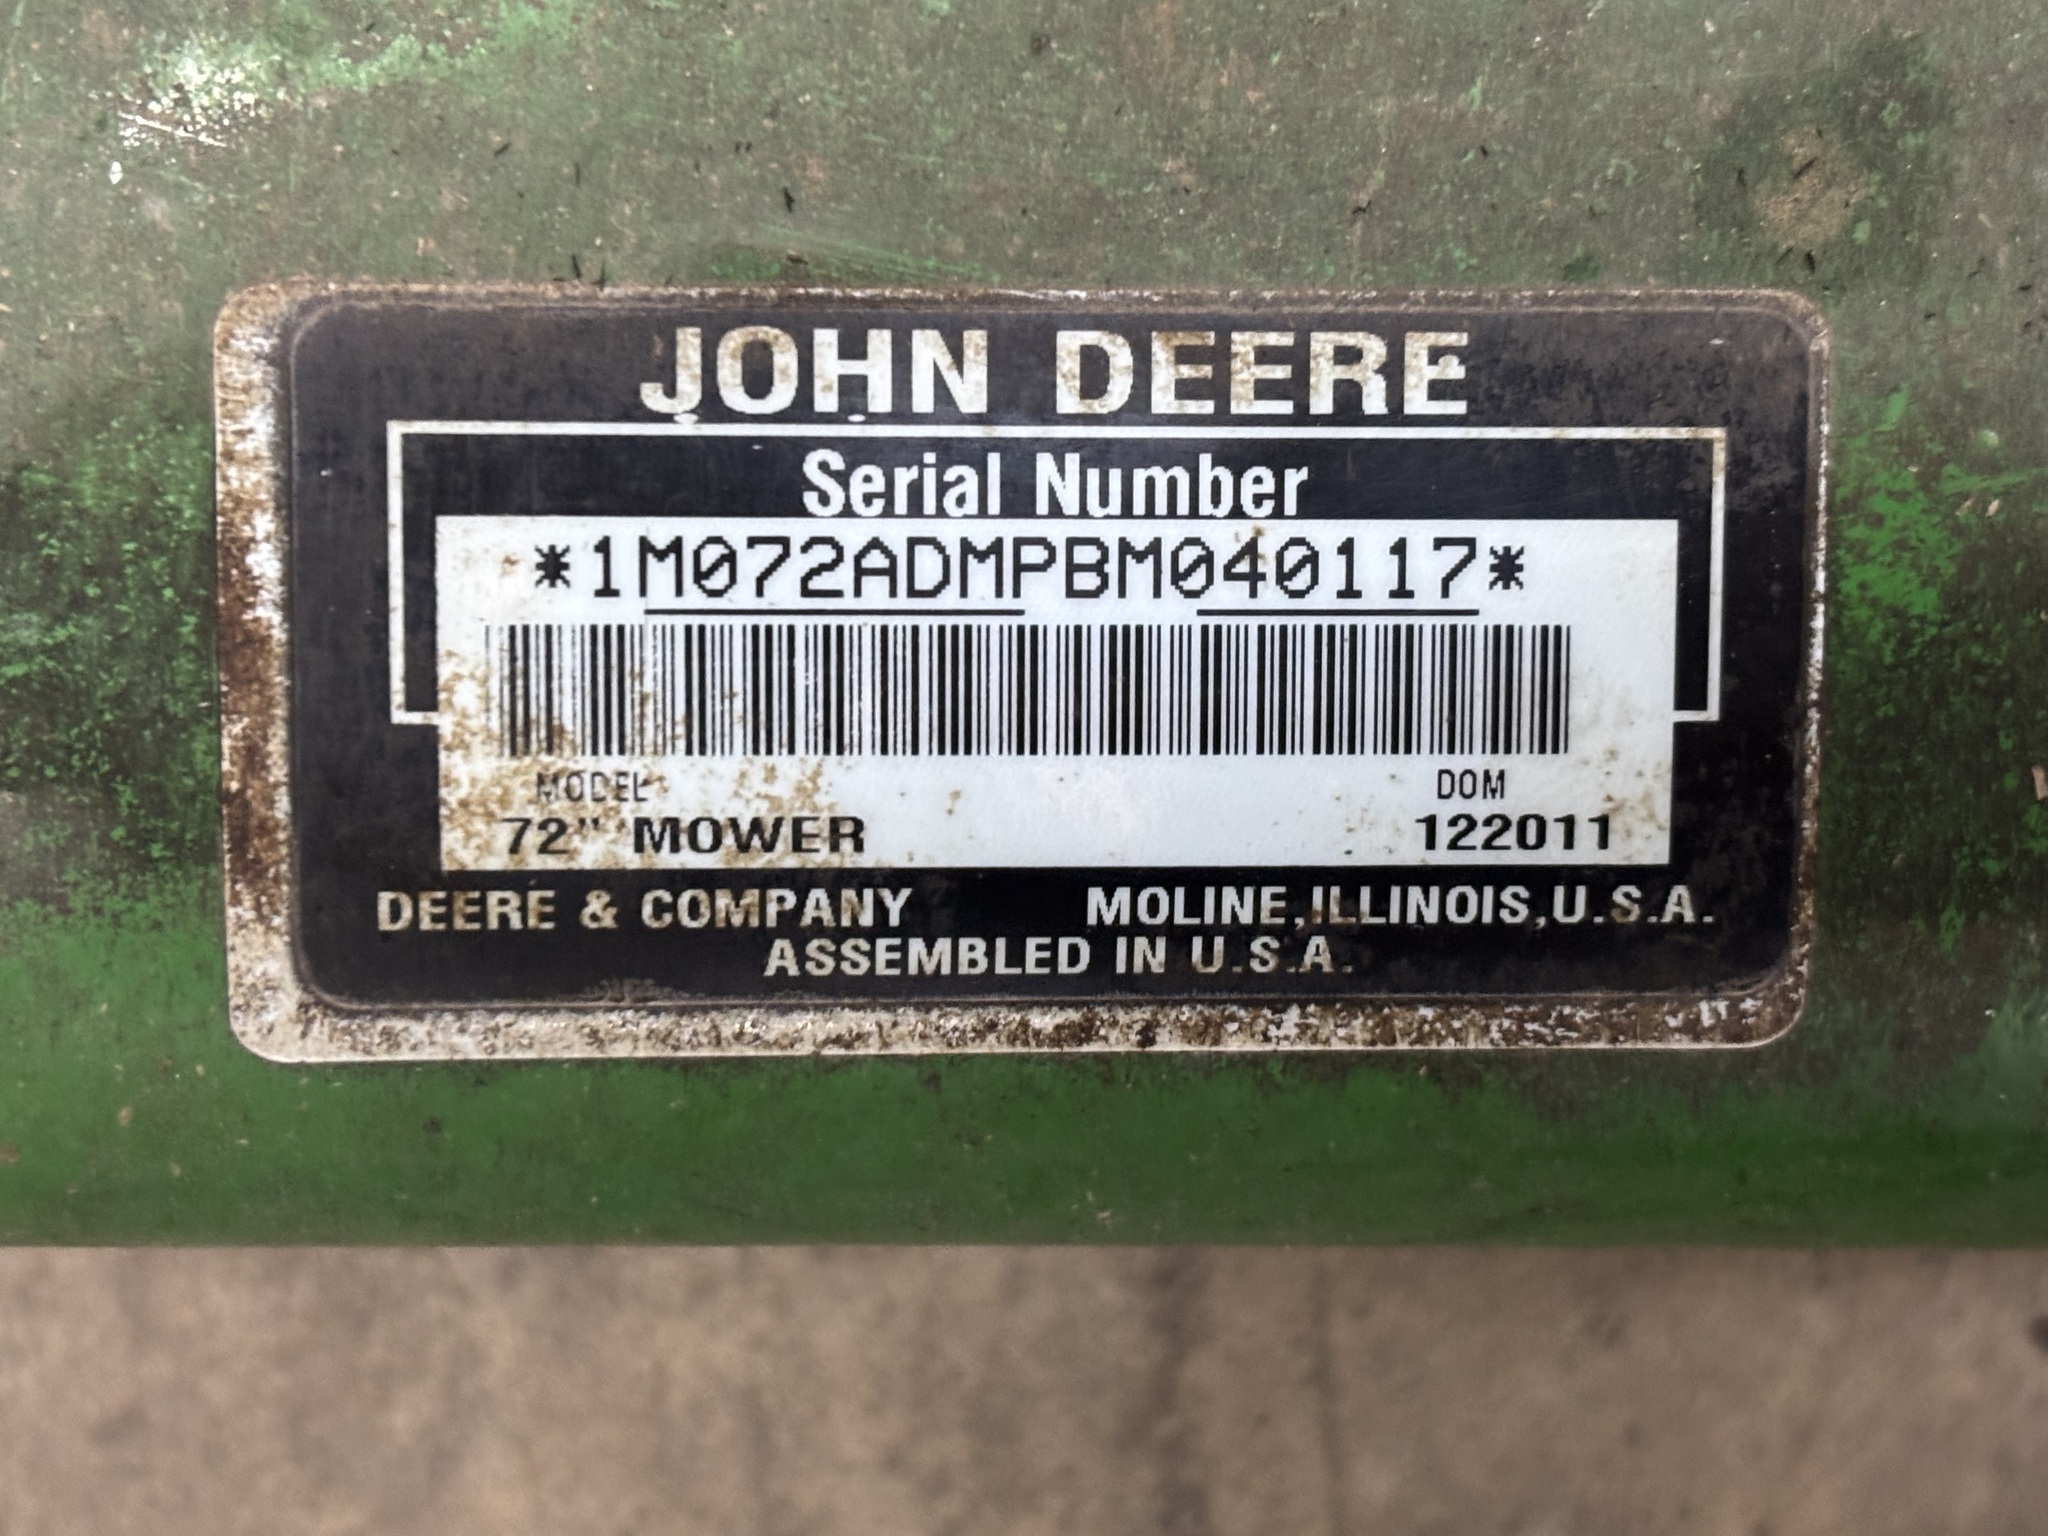 JOHN DEERE
Serial Number
*1M072ADMPBM040117*
MODEL DOM
72" MOWER 122011
DEERE & COMPANY MOLINE,ILLINOIS,U.S.A.
ASSEMBLED IN U.S.A.